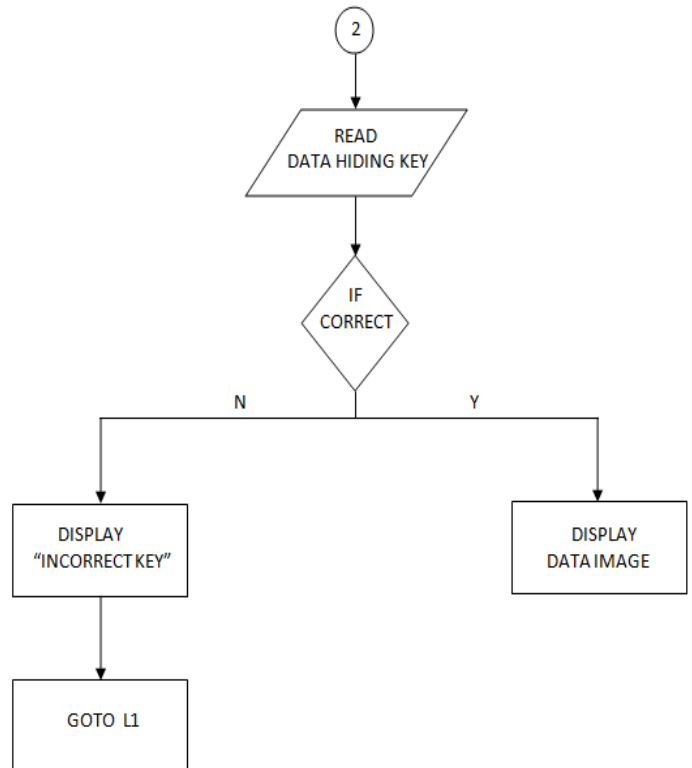 2
READ
DATA HIDING KEY
IF
CORRECT
N
Y
DISPLAY
“INCORRECT KEY”
DISPLAY
DATA IMAGE
GOTO L1